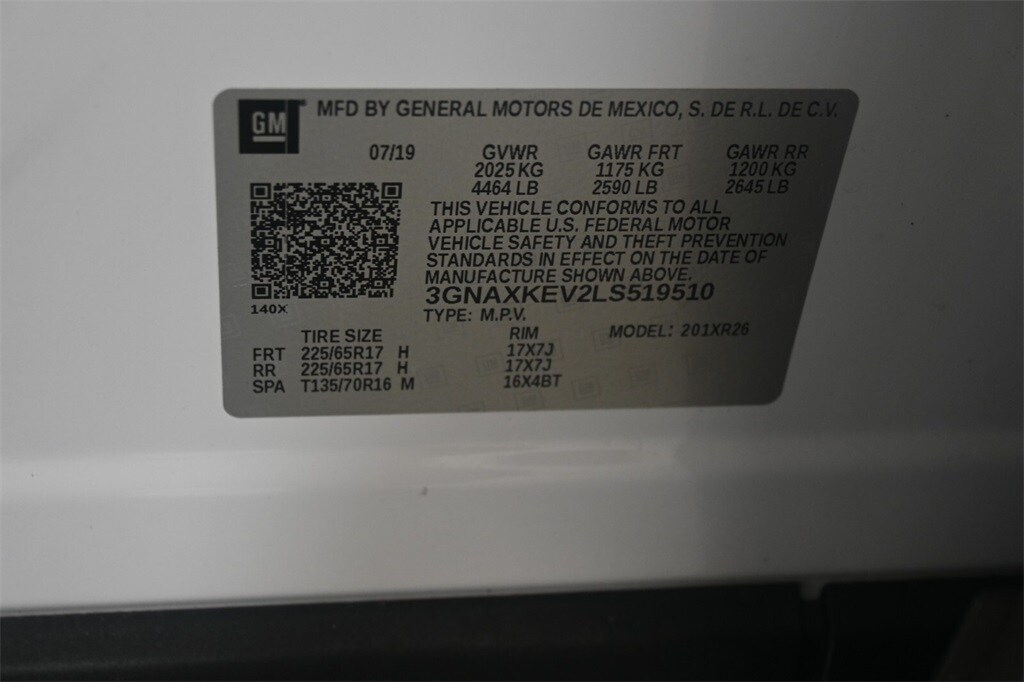 GM
MFD BY GENERAL MOTORS DE MEXICO, S. DE R.L. DE C.V.
07/19 GVWR GAWR FRT GAWR RR
2025 KG 1175 KG 1200 KG
4464 LB 2590 LB 2645 LB
THIS VEHICLE CONFORMS TO ALL
APPLICABLE U.S. FEDERAL MOTOR
VEHICLE SAFETY AND THEFT PREVENTION
STANDARDS IN EFFECT ON THE DATE OF
MANUFACTURE SHOWN ABOVE.
3GNAXKEV2LS519510
140X
TYPE: M.P.V.
TIRE SIZE RIM MODEL: 201XR26
FRT 225/65R17 H 17X7J
RR 225/65R17 H 17X7J
SPA T135/70R16 M 16X4BT